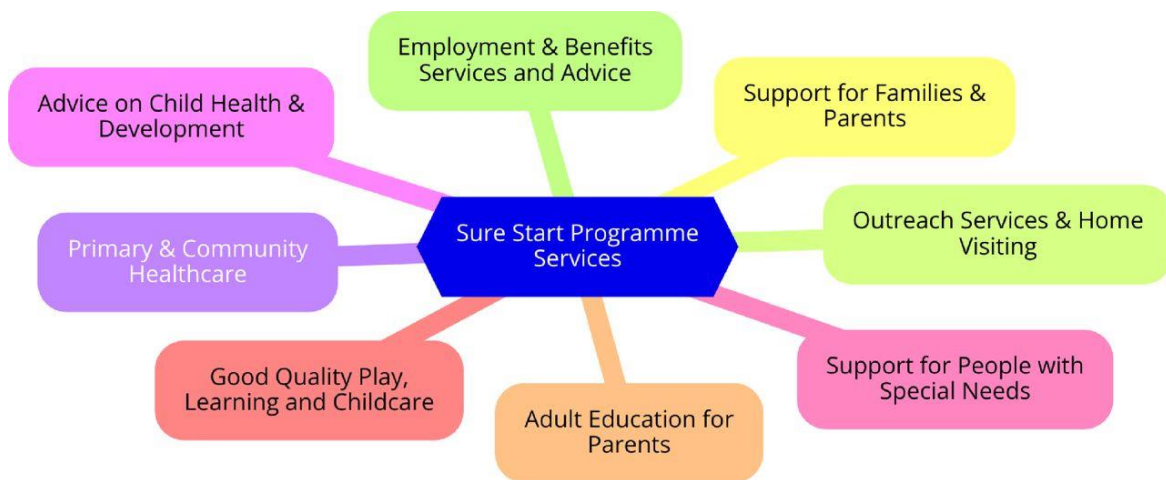 Employment & Benefits
Services and Advice
Advice on Child Health &
Development
Support for Families &
Parents
Sure Start Programme
Services
Outreach Services & Home
Visiting
Primary & Community
Healthcare
Support for People with
Special Needs
Good Quality Play,
Learning and Childcare
Adult Education for
Parents